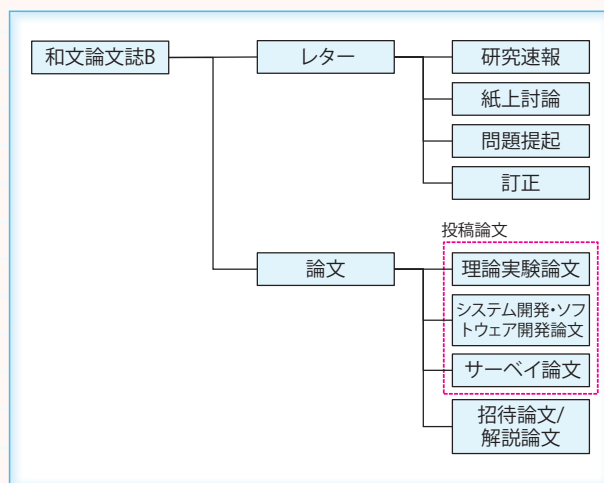 和文論文誌B
レター
研究速報
紙上討論
問題提起
訂正
論文
投稿論文
理論実験論文
システム開発・ソフ
トウェア開発論文
サーベイ論文
招待論文/
解説論文